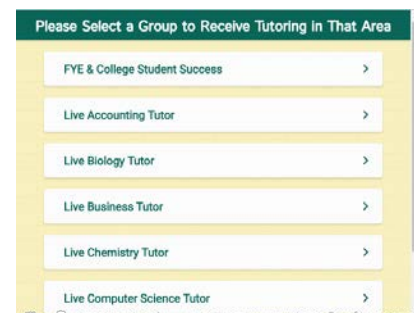 Please Select a Group to Receive Tutoring in That Area
FYE & College Student Success
Live Accounting Tutor
Live Biology Tutor
Live Business Tutor
Live Chemistry Tutor
Live Computer Science Tutor